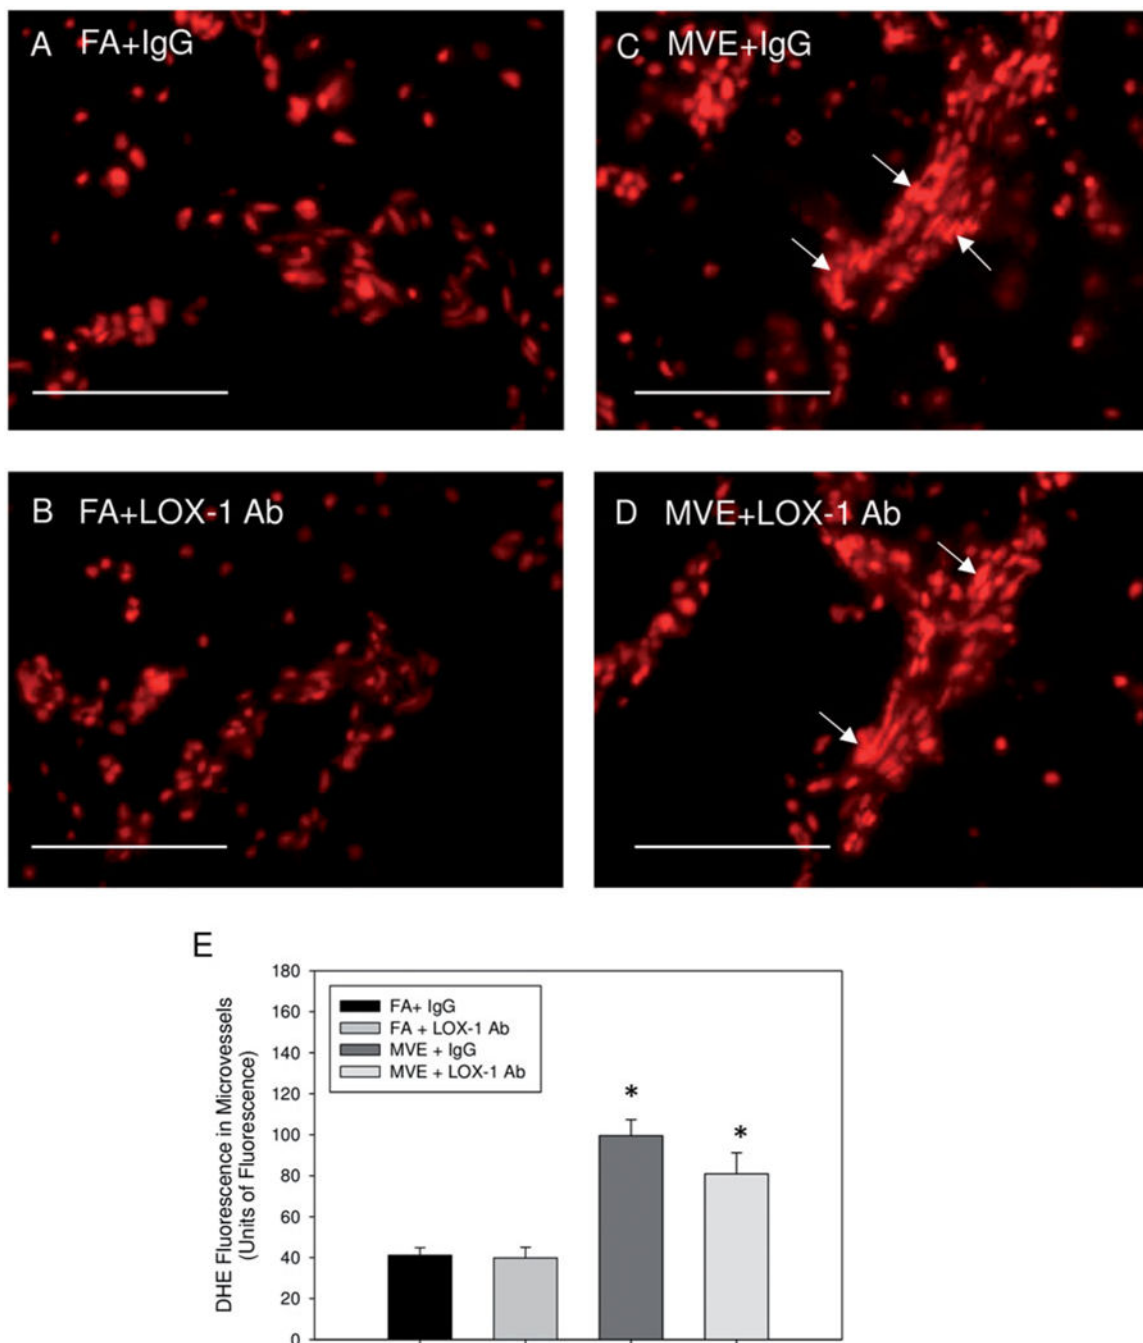 A FA+IgG
C MVE+IgG
B FA+LOX-1 Ab
D MVE+LOX-1 Ab
E
DHE Fluorescence in Microvessels
(Units of Fluorescence)
180
160
140
120
100
80
60
40
20
0
FA+ IgG
FA + LOX-1 Ab
MVE + IgG
MVE + LOX-1 Ab
*
*